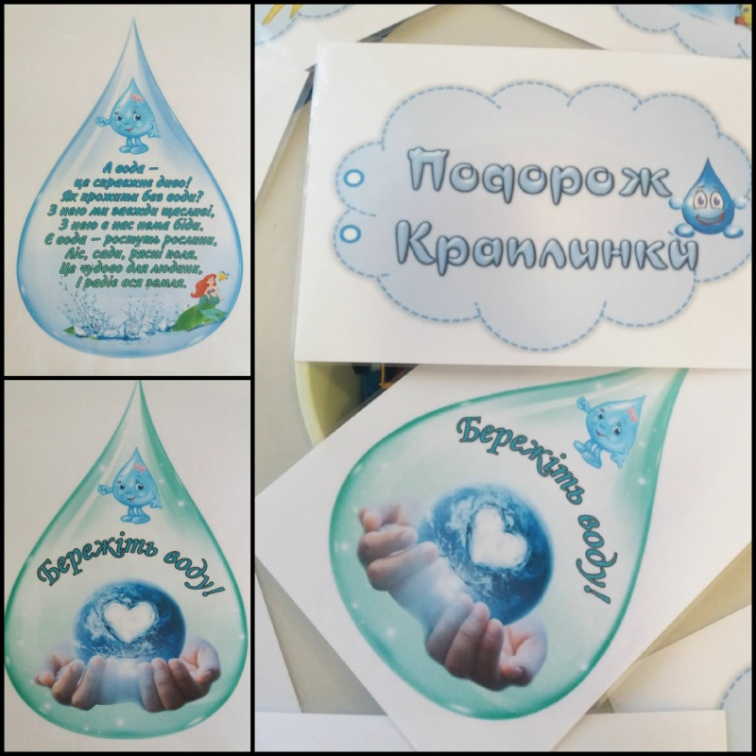 А вода —
це справжнє диво!
Як прожити без води?
З нею ми завжди щасливі,
З нею в нас нема біди.
Є вода — ростуть рослини,
Ліс, сади, рясні поля.
Це чудово для людини,
І радіє вся земля.
Подорож
Краплинки
Бережіть воду!
Бережіть воду!